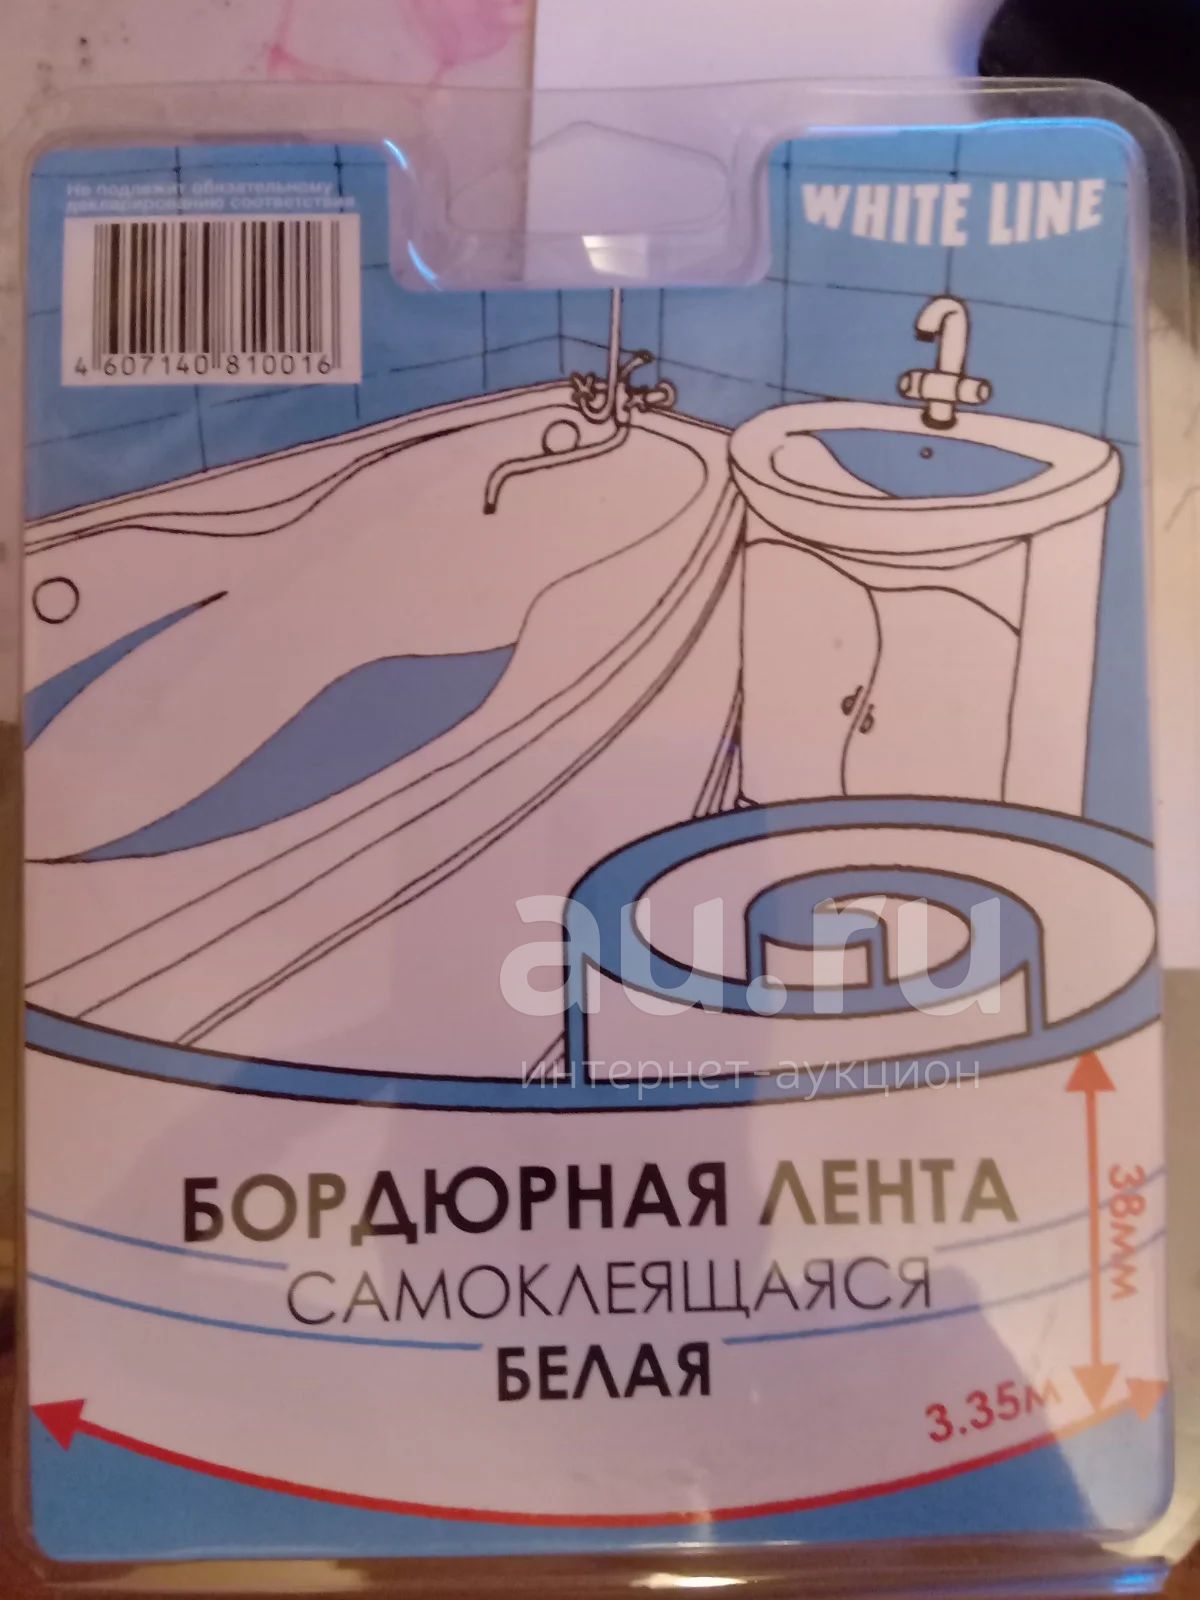 Не подлежит обязательному
декларированию соответствия
WHITE LINE
4 607140 810016
au.ru
интернет-аукцион
БОРДЮРНАЯ ЛЕНТА
САМОКЛЕЯЩАЯСЯ
БЕЛАЯ
38мм
3.35м